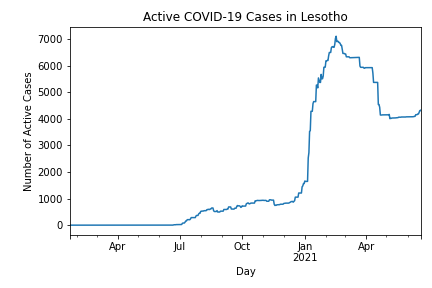 Active COVID-19 Cases in Lesotho
Number of Active Cases
7000
6000
5000
4000
3000
2000
1000
0
Apr Jul Oct Jan Apr
2021
Day